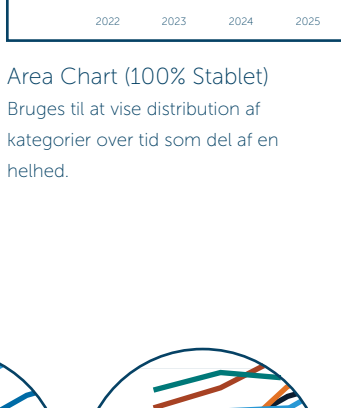 2022 2023 2024 2025
Area Chart (100% Stablet)
Bruges til at vise distribution af
kategorier over tid som del af en
helhed.